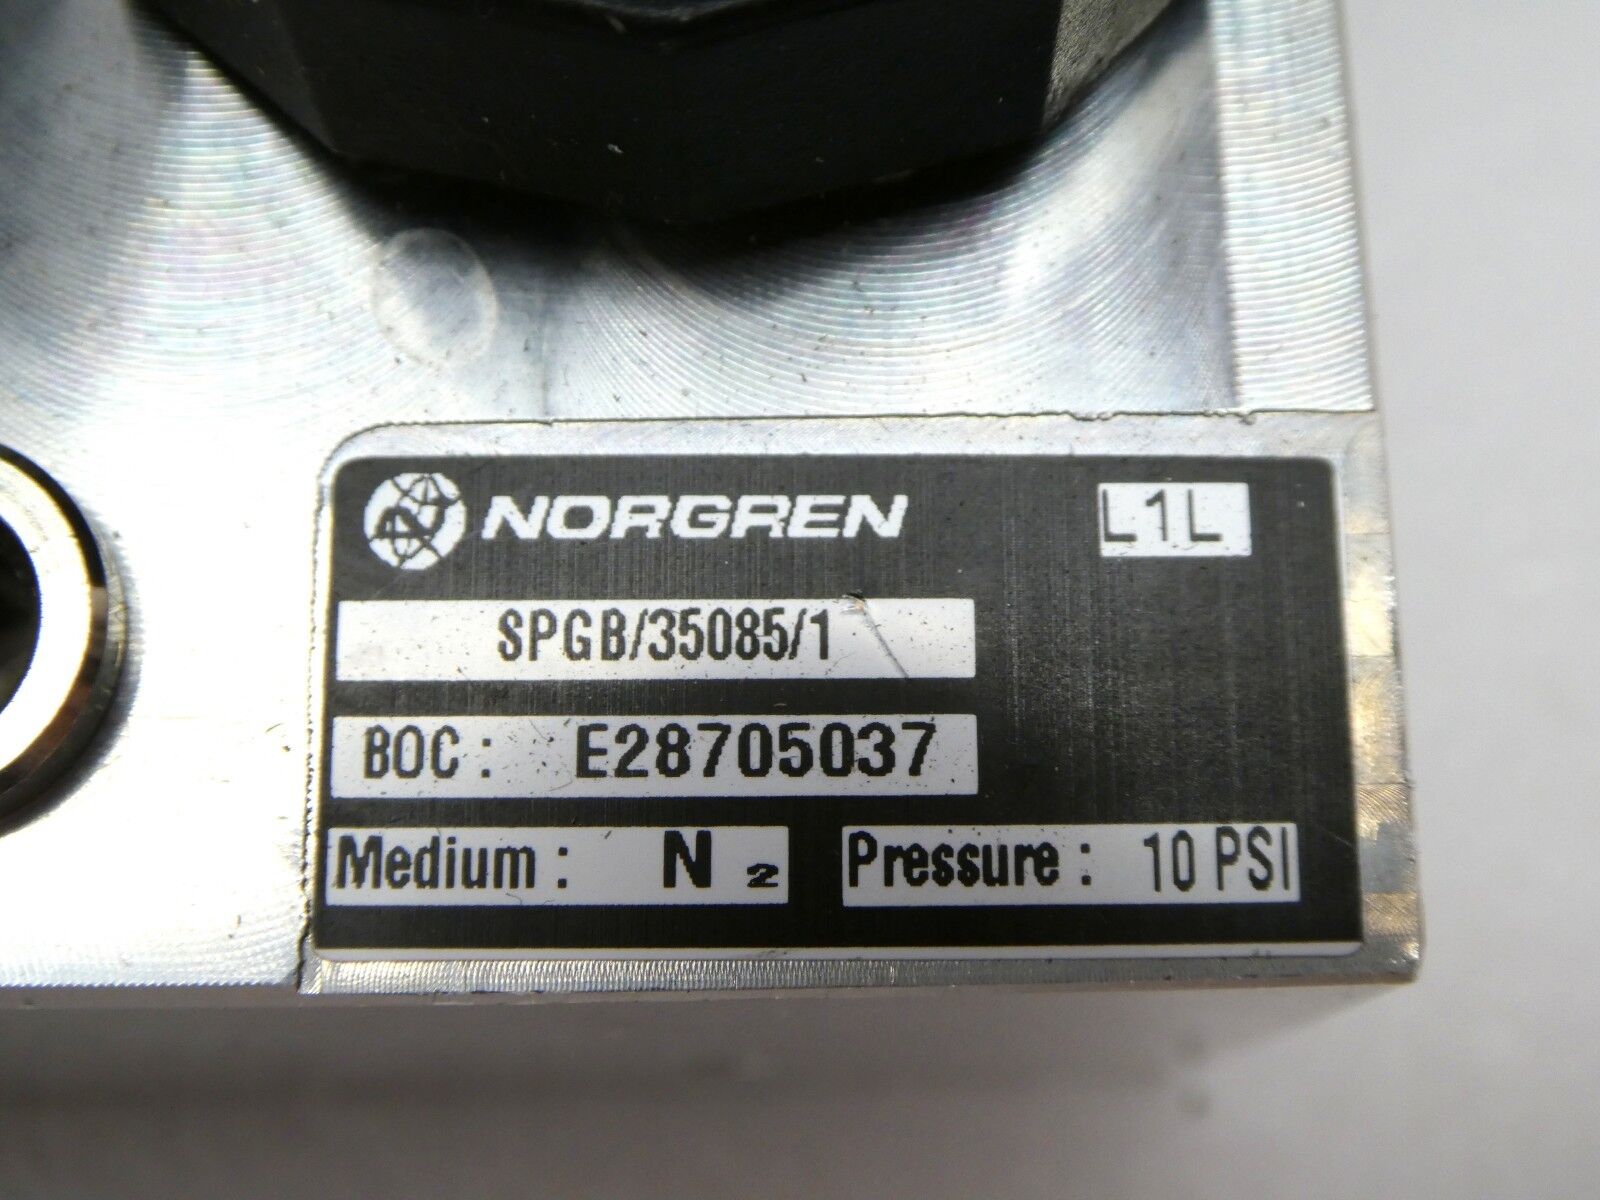 NORGREN L1L
SPGB/35085/1
BOC: E28705037
Medium: N₂ Pressure: 10 PSI